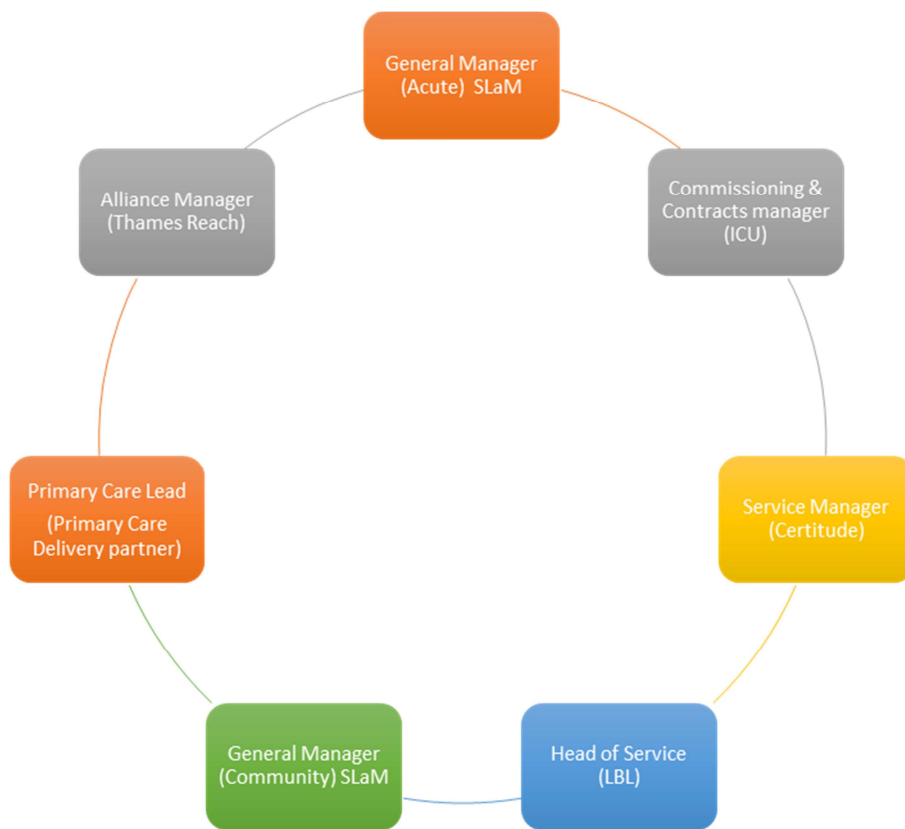 General Manager
(Acute)  SLaM
Commissioning &
Contracts manager
(ICU)
Service Manager
(Certitude)
Head of Service
(LBL)
General Manager
(Community) SLaM
Primary Care Lead
(Primary Care
Delivery partner)
Alliance Manager
(Thames Reach)